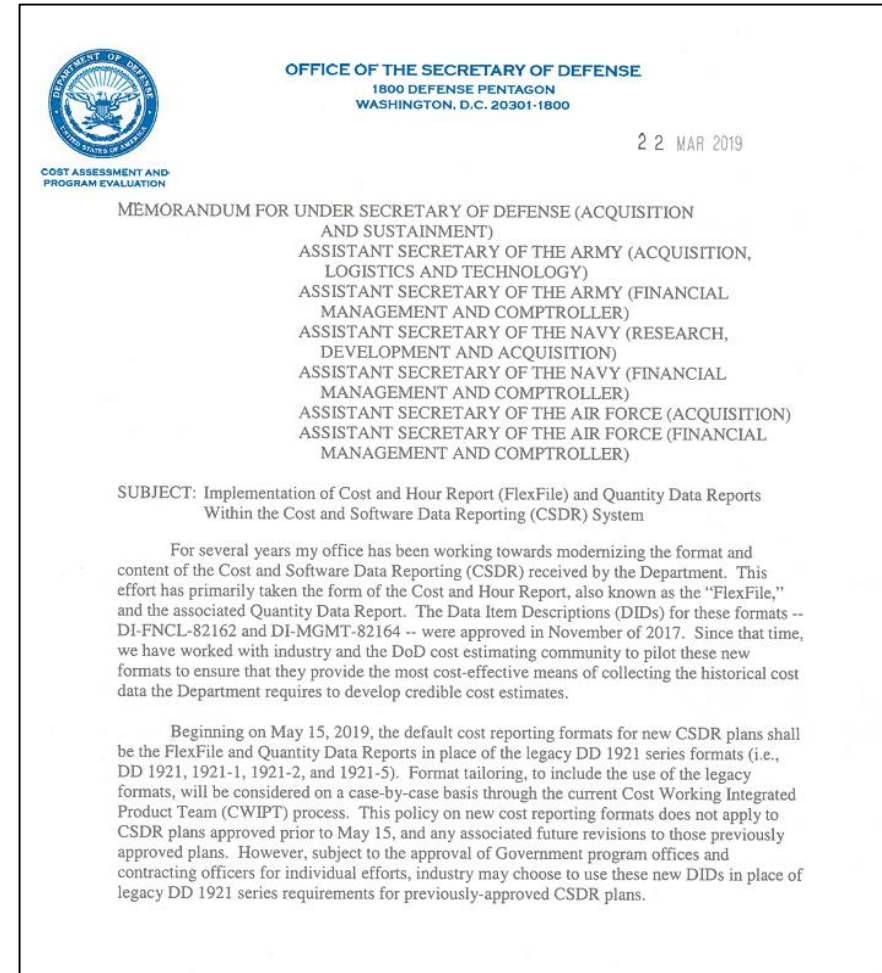 DEPARTMENT OF DEFENSE
UNITED STATES OF AMERICA
OFFICE OF THE SECRETARY OF DEFENSE
1800 DEFENSE PENTAGON
WASHINGTON, D.C. 20301-1800
2 2 MAR 2019
COST ASSESSMENT AND
PROGRAM EVALUATION
MEMORANDUM FOR UNDER SECRETARY OF DEFENSE (ACQUISITION
AND SUSTAINMENT)
ASSISTANT SECRETARY OF THE ARMY (ACQUISITION,
LOGISTICS AND TECHNOLOGY)
ASSISTANT SECRETARY OF THE ARMY (FINANCIAL
MANAGEMENT AND COMPTROLLER)
ASSISTANT SECRETARY OF THE NAVY (RESEARCH,
DEVELOPMENT AND ACQUISITION)
ASSISTANT SECRETARY OF THE NAVY (FINANCIAL
MANAGEMENT AND COMPTROLLER)
ASSISTANT SECRETARY OF THE AIR FORCE (ACQUISITION)
ASSISTANT SECRETARY OF THE AIR FORCE (FINANCIAL
MANAGEMENT AND COMPTROLLER)
SUBJECT: Implementation of Cost and Hour Report (FlexFile) and Quantity Data Reports
Within the Cost and Software Data Reporting (CSDR) System
For several years my office has been working towards modernizing the format and
content of the Cost and Software Data Reporting (CSDR) received by the Department. This
effort has primarily taken the form of the Cost and Hour Report, also known as the “FlexFile,”
and the associated Quantity Data Report. The Data Item Descriptions (DIDs) for these formats --
DI-FNCL-82162 and DI-MGMT-82164 -- were approved in November of 2017. Since that time,
we have worked with industry and the DoD cost estimating community to pilot these new
formats to ensure that they provide the most cost-effective means of collecting the historical cost
data the Department requires to develop credible cost estimates.
Beginning on May 15, 2019, the default cost reporting formats for new CSDR plans shall
be the FlexFile and Quantity Data Reports in place of the legacy DD 1921 series formats (i.e.,
DD 1921, 1921-1, 1921-2, and 1921-5). Format tailoring, to include the use of the legacy
formats, will be considered on a case-by-case basis through the current Cost Working Integrated
Product Team (CWIPT) process. This policy on new cost reporting formats does not apply to
CSDR plans approved prior to May 15, and any associated future revisions to those previously
approved plans. However, subject to the approval of Government program offices and
contracting officers for individual efforts, industry may choose to use these new DIDs in place of
legacy DD 1921 series requirements for previously-approved CSDR plans.